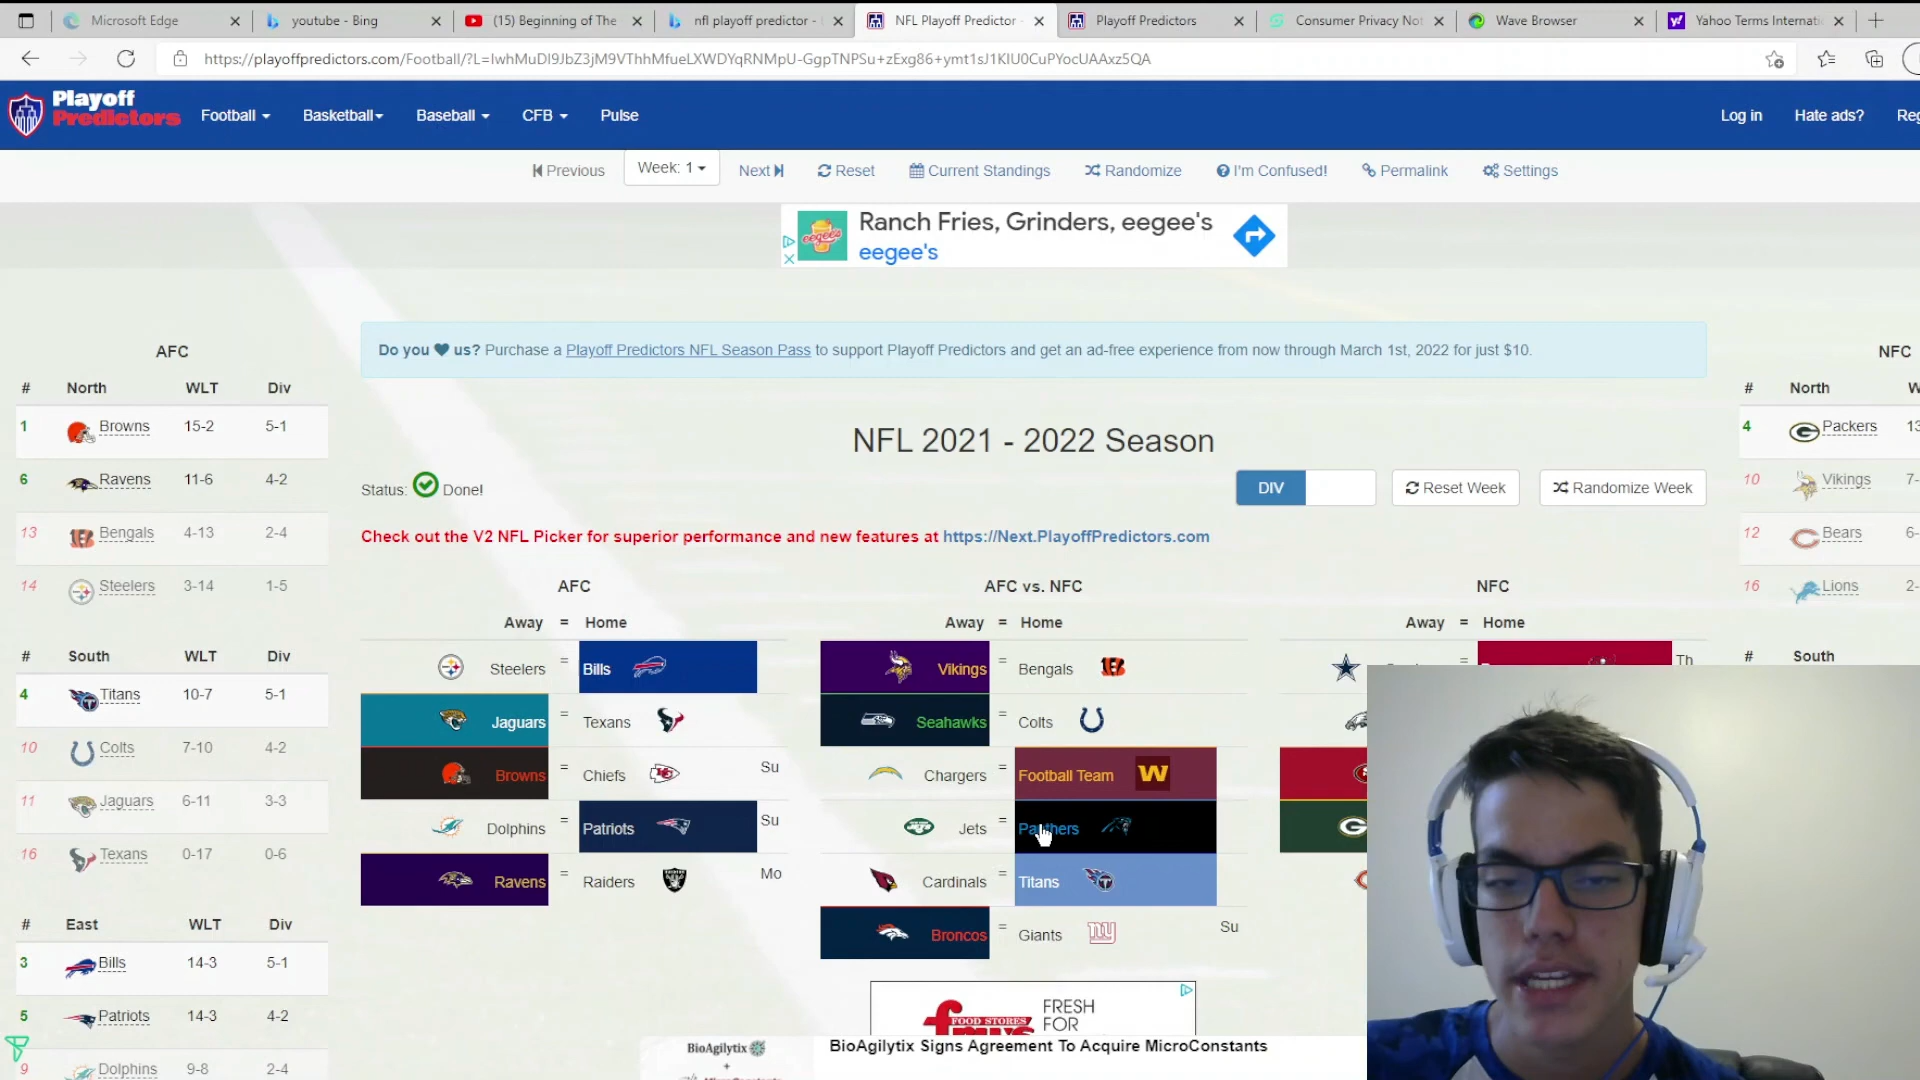 Microsoft Edge
youtube - Bing
(15) Beginning of The
nfl playoff predictor -
NFL Playoff Predictor -
Playoff Predictors
Consumer Privacy Not
Wave Browser
Yahoo Terms Internati
https://playoffpredictors.com/Football/?L=IwhMuDI9JbZ3jM9VThhMfueLXWDYqRNMpU-GgpTNPSu+zExg86+ymt1sJ1KIU0CuPYocUAAxz5QA
Playoff
Predictors
Football
Basketball
Baseball
CFB
Pulse
Log in
Hate ads?
Reg
Previous
Week: 1
Next
Reset
Current Standings
Randomize
I'm Confused!
Permalink
Settings
eegee's
Ranch Fries, Grinders, eegee's
eegee's
Do you us? Purchase a Playoff Predictors NFL Season Pass to support Playoff Predictors and get an ad-free experience from now through March 1st, 2022 for just $10.
AFC
# North WLT Div
1 Browns 15-2 5-1
6 Ravens 11-6 4-2
13 Bengals 4-13 2-4
14 Steelers 3-14 1-5
# South WLT Div
4 Titans 10-7 5-1
10 Colts 7-10 4-2
11 Jaguars 6-11 3-3
16 Texans 0-17 0-6
# East WLT Div
3 Bills 14-3 5-1
5 Patriots 14-3 4-2
9 Dolphins 9-8 2-4
NFL 2021 - 2022 Season
Status: Done!
DIV
Reset Week
Randomize Week
Check out the V2 NFL Picker for superior performance and new features at https://Next.PlayoffPredictors.com
AFC
Away = Home
Steelers = Bills
Jaguars = Texans
Browns = Chiefs Su
Dolphins = Patriots Su
Ravens = Raiders Mo
AFC vs. NFC
Away = Home
Vikings = Bengals
Seahawks = Colts
Chargers = Football Team W
Jets = Panthers
Cardinals = Titans
Broncos = Giants Su
NFC
Away = Home
= Th
NFC
# North W
4 Packers 13
10 Vikings 7-
12 Bears 6-
16 Lions 2-
# South
FOOD STORES
FRESH
FOR
BioAgilytix
+
BioAgilytix Signs Agreement To Acquire MicroConstants